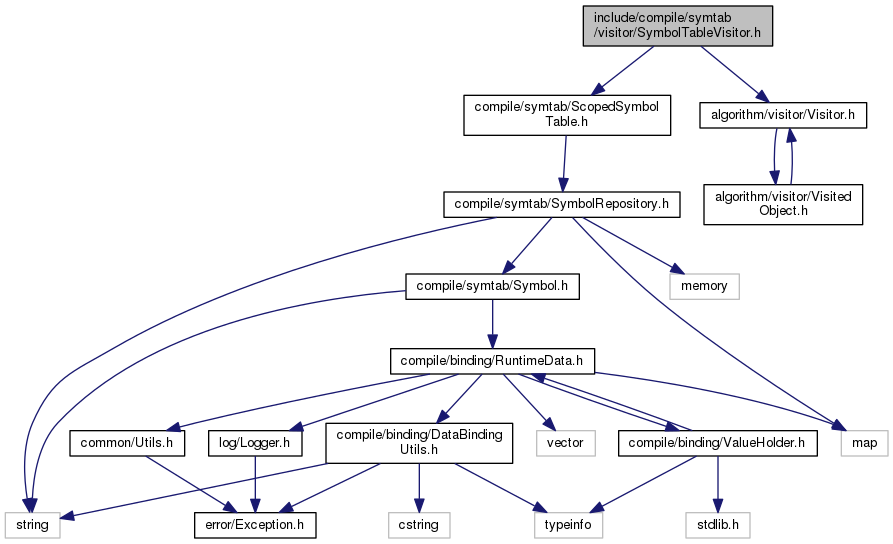 include/compile/symtab
/visitor/SymbolTableVisitor.h
compile/symtab/ScopedSymbol
Table.h
algorithm/visitor/Visitor.h
compile/symtab/SymbolRepository.h
algorithm/visitor/Visited
Object.h
compile/symtab/Symbol.h
memory
compile/binding/RuntimeData.h
common/Utils.h
log/Logger.h
compile/binding/DataBinding
Utils.h
vector
compile/binding/ValueHolder.h
map
string
error/Exception.h
cstring
typeinfo
stdlib.h